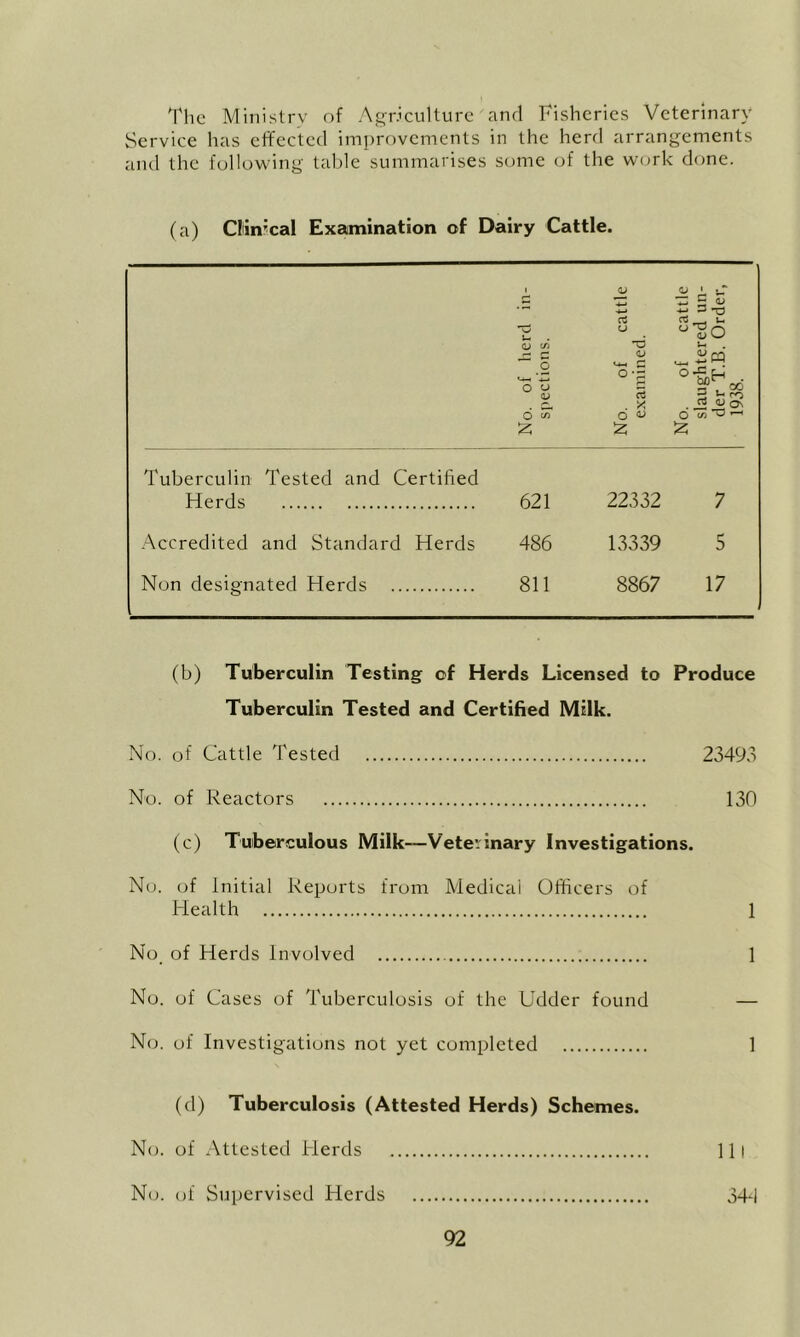 The Ministry of Agriculture and Fisheries Veterinary
Service has effected improvements in the herd arrangements
and the following table summarises some of the work done.
(a) Clinical Examination of Dairy Cattle.
No. of herd in-
spections.
No. of cattle
examined.
No. of cattle
slaughtered un-
der T.B. Order,
1938.
Tuberculin Tested and Certified
Herds ...... .................. 621 22332 7
Accredited and Standard Herds 486 13339 5
Non designated Herds ............ 811 8867 17
(b) Tuberculin Testing of Herds Licensed to Produce
Tuberculin Tested and Certified Milk.
No. of Cattle Tested .................................... 23493
No. of Reactors .................................... 130
(c) Tuberculous Milk—Veterinary Investigations.
No. of Initial Reports from Medical Officers of
Health .................................... 1
No. of Herds Involved .................................... 1
No. of Cases of Tuberculosis of the Udder found —
No. of Investigations not yet completed ............ 1
(d) Tuberculosis (Attested Herds) Schemes.
No. of Attested Herds .................................... 111
No. of Supervised Herds .................................... 344
92